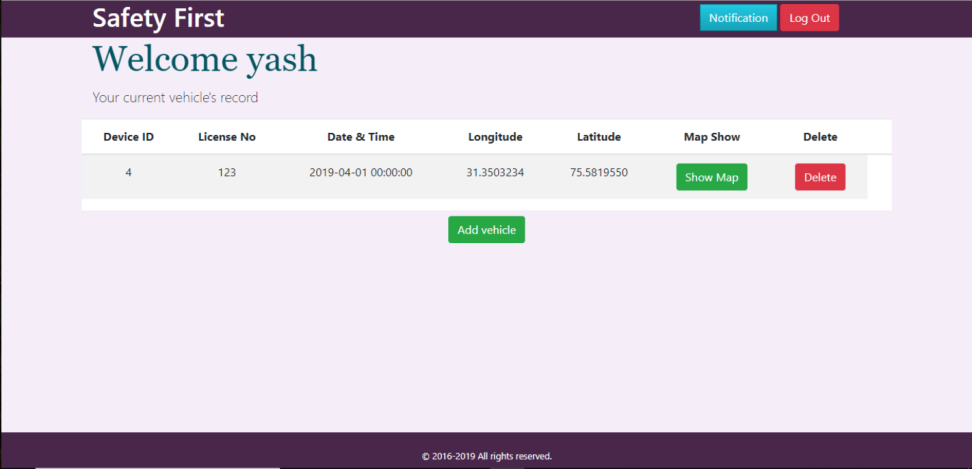 Safety First Notification Log Out
Welcome yash
Your current vehicle's record
Device ID License No Date & Time Longitude Latitude Map Show Delete
4 123 2019-04-01 00:00:00 31.3503234 75.5819550 Show Map Delete
Add vehicle
© 2016-2019 All rights reserved.